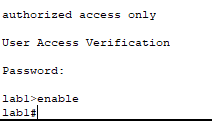 authorized access only
User Access Verification
Password:
lab1>enable
lab1#